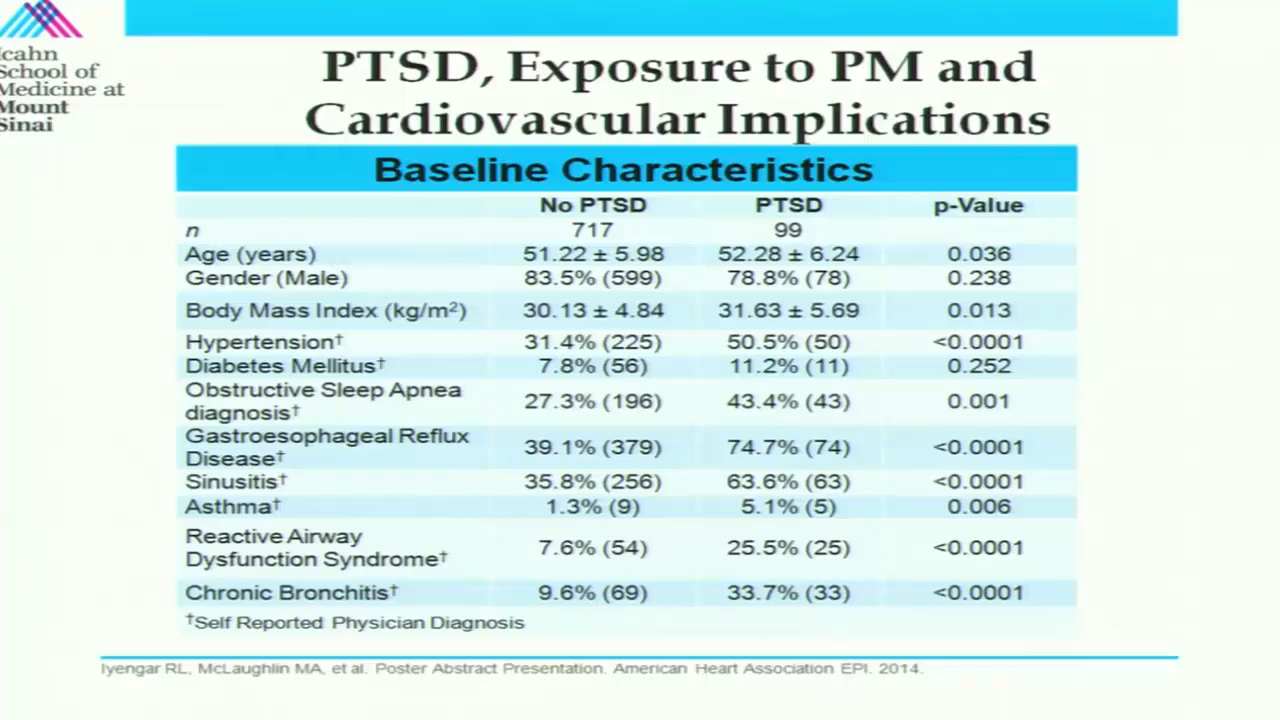 Icahn
School of
Medicine at
Mount
Sinai
PTSD, Exposure to PM and
Cardiovascular Implications
Baseline Characteristics
No PTSD PTSD p-Value
n 717 99
Age (years) 51.22 ± 5.98 52.28 ± 6.24 0.036
Gender (Male) 83.5% (599) 78.8% (78) 0.238
Body Mass Index (kg/m²) 30.13 ± 4.84 31.63 ± 5.69 0.013
Hypertension† 31.4% (225) 50.5% (50) <0.0001
Diabetes Mellitus† 7.8% (56) 11.2% (11) 0.252
Obstructive Sleep Apnea
diagnosis† 27.3% (196) 43.4% (43) 0.001
Gastroesophageal Reflux
Disease† 39.1% (379) 74.7% (74) <0.0001
Sinusitis† 35.8% (256) 63.6% (63) <0.0001
Asthma† 1.3% (9) 5.1% (5) 0.006
Reactive Airway
Dysfunction Syndrome† 7.6% (54) 25.5% (25) <0.0001
Chronic Bronchitis† 9.6% (69) 33.7% (33) <0.0001
†Self Reported Physician Diagnosis
Iyengar RL, McLaughlin MA, et al. Poster Abstract Presentation. American Heart Association EPI. 2014.